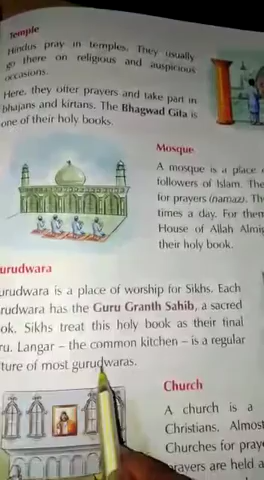 Temple
Hindus pray in temples. They usually
go there on religious and auspicious
occasions.
Here, they offer prayers and take part in
bhajans and kirtans. The Bhagwad Gita is
one of their holy books.
Mosque
A mosque is a place
followers of Islam. The
for prayers (namaz). Th
times a day. For them
House of Allah Almig
their holy book.
urudwara
urudwara is a place of worship for Sikhs. Each
rudwara has the Guru Granth Sahib, a sacred
ok. Sikhs treat this holy book as their final
ru. Langar – the common kitchen – is a regular
ture of most gurudwaras.
Church
A church is a
Christians. Almost
Churches for praye
rayers are held a